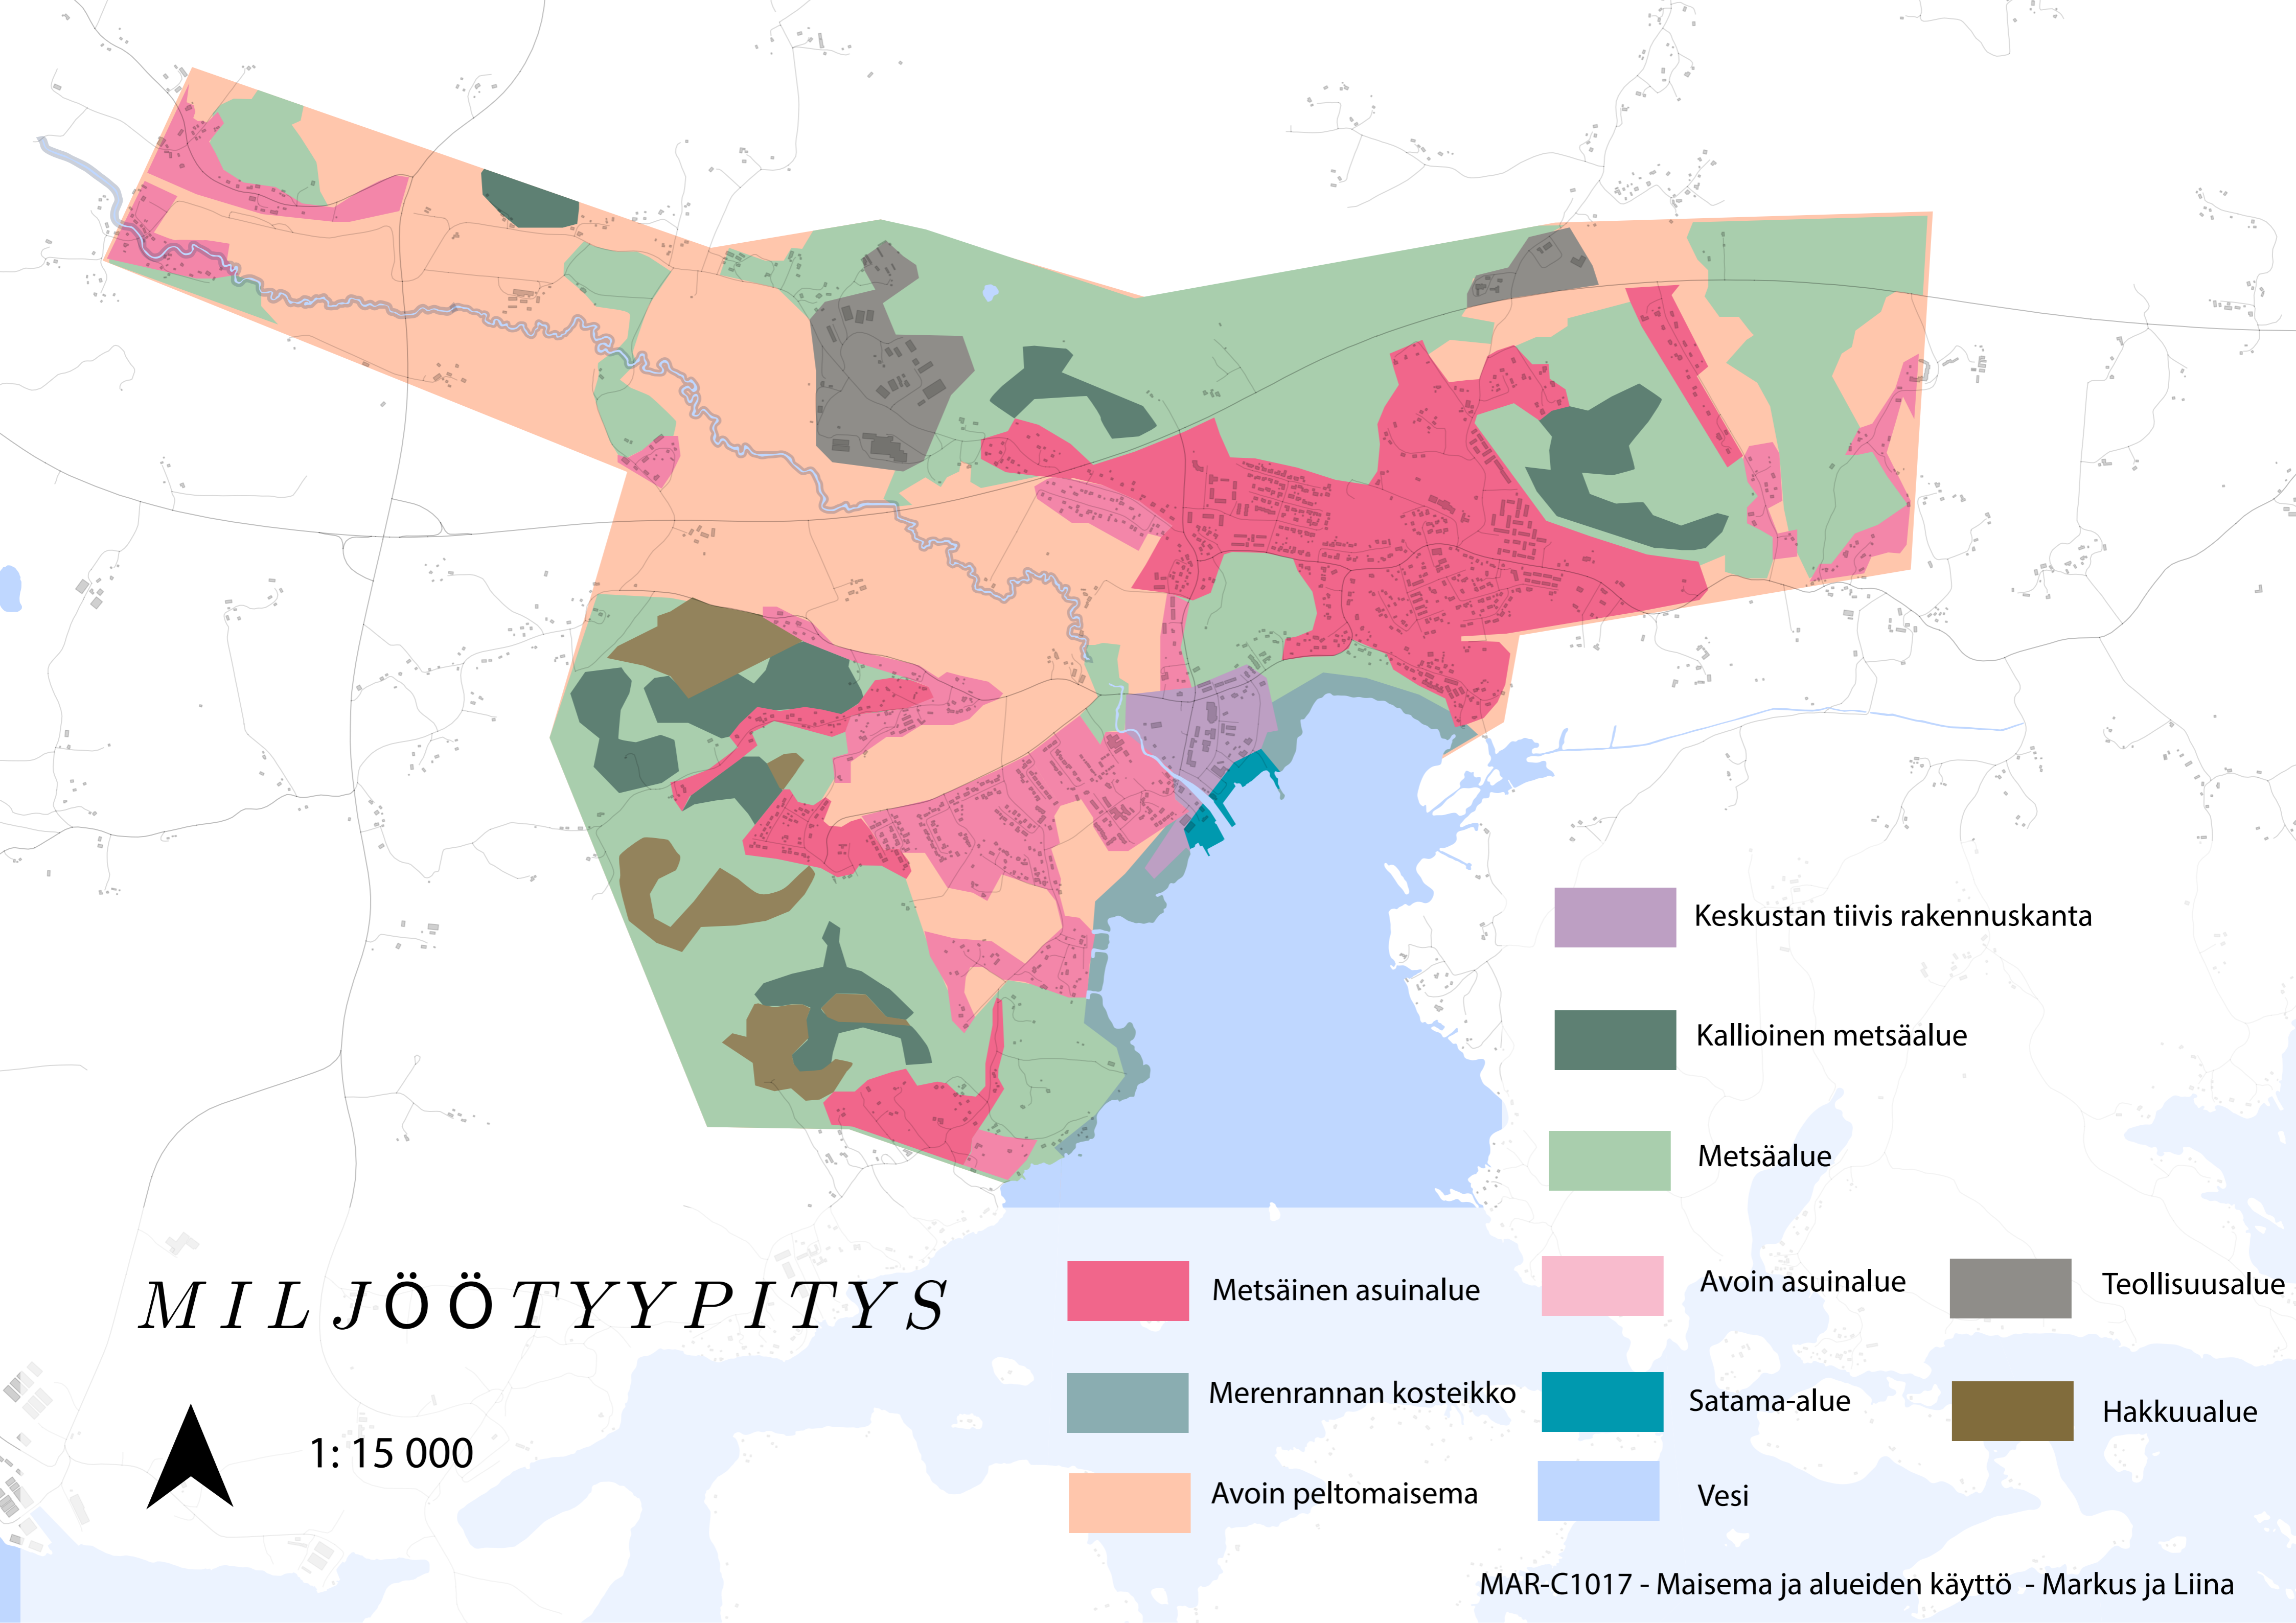 Keskustan tiivis rakennuskanta
Kallioinen metsäalue
Metsäalue
MILJÖÖTYYPITYS
Metsäinen asuinalue
Avoin asuinalue
Teollisuusalue
Merenrannan kosteikko
Satama-alue
Hakkuualue
1: 15 000
Avoin peltomaisema
Vesi
MAR-C1017 - Maisema ja alueiden käyttö - Markus ja Liina